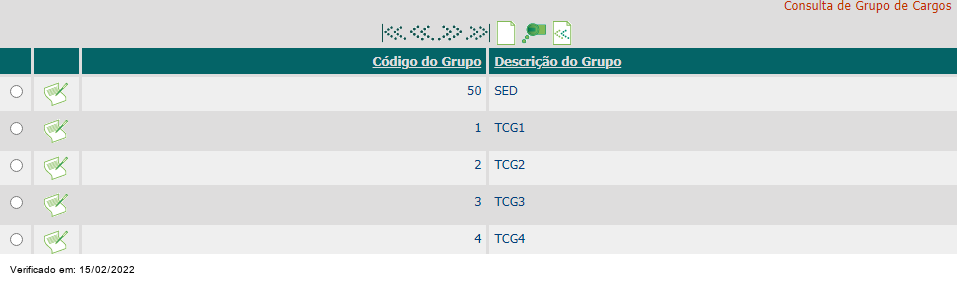 Consulta de Grupo de Cargos
Código do Grupo Descrição do Grupo
50 SED
1 TCG1
2 TCG2
3 TCG3
4 TCG4
Verificado em: 15/02/2022